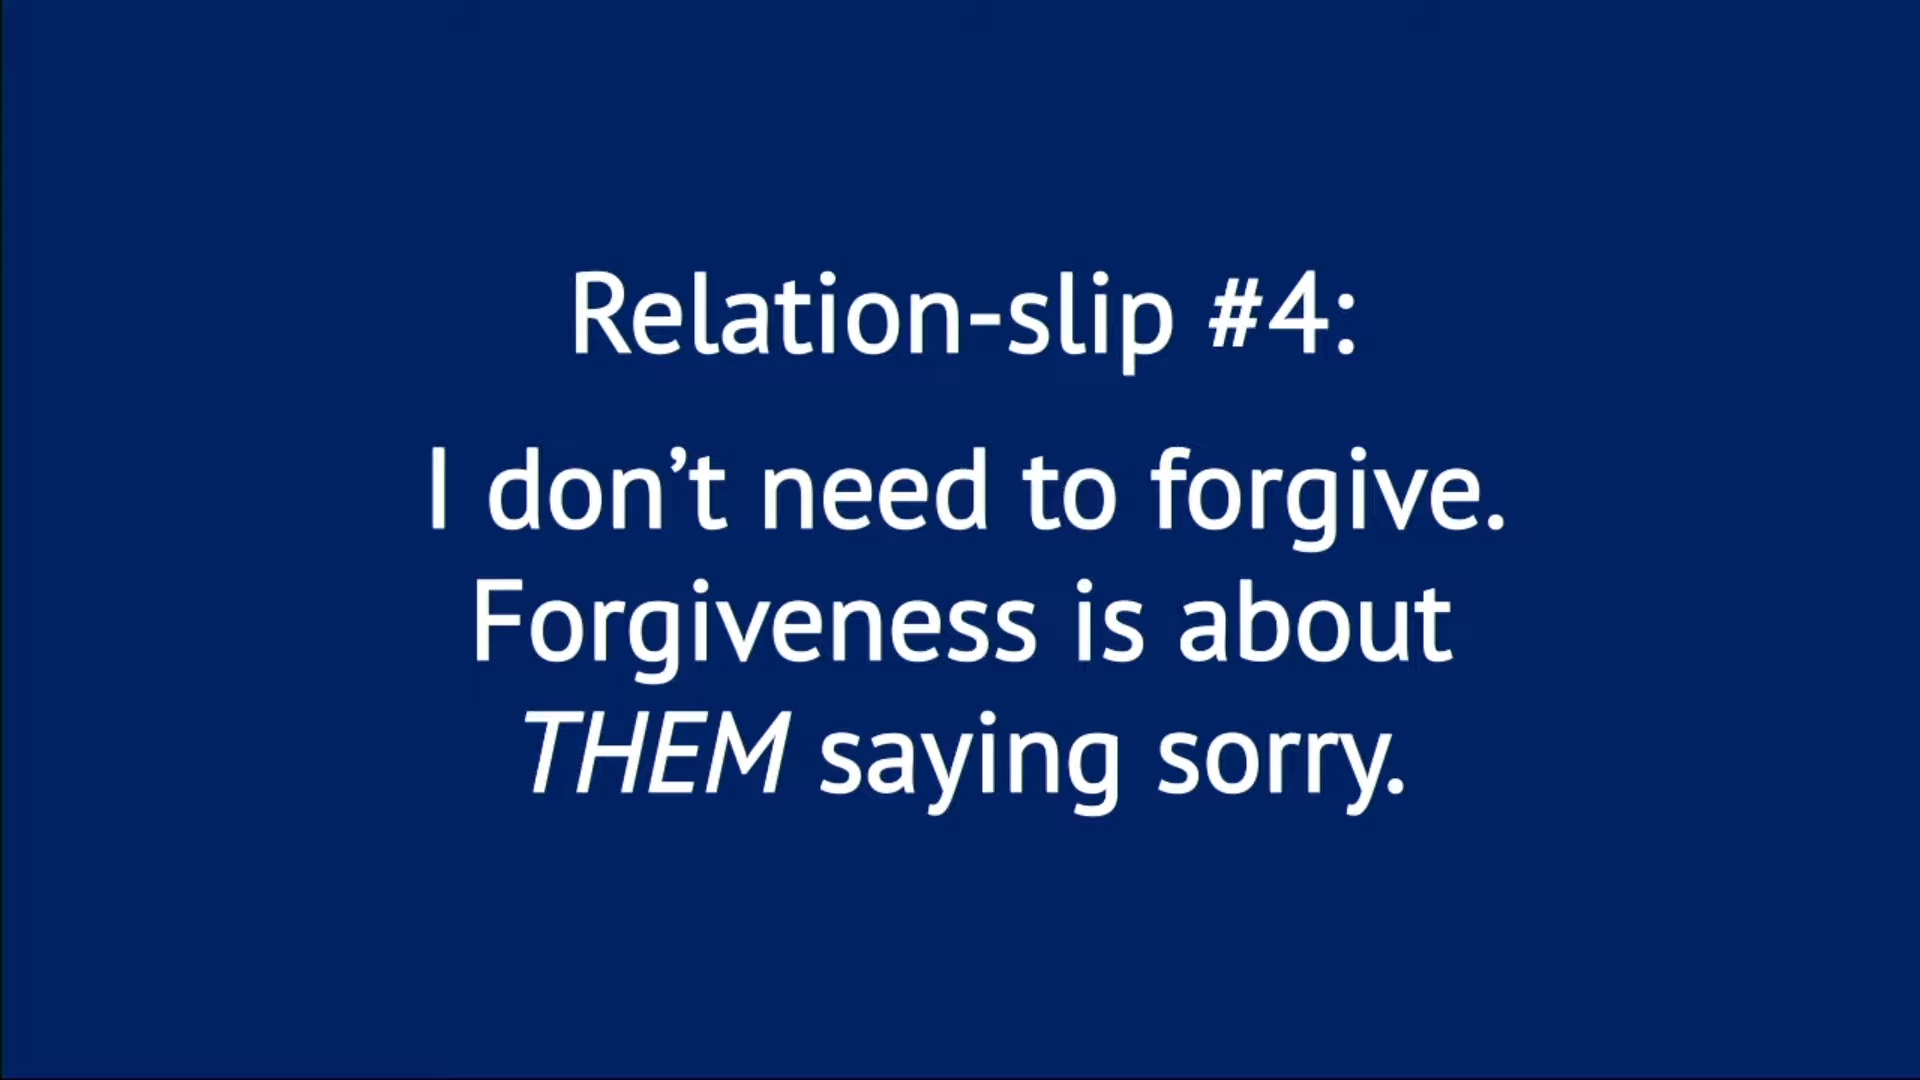 Relation-slip #4:
I don’t need to forgive.
Forgiveness is about
THEM saying sorry.